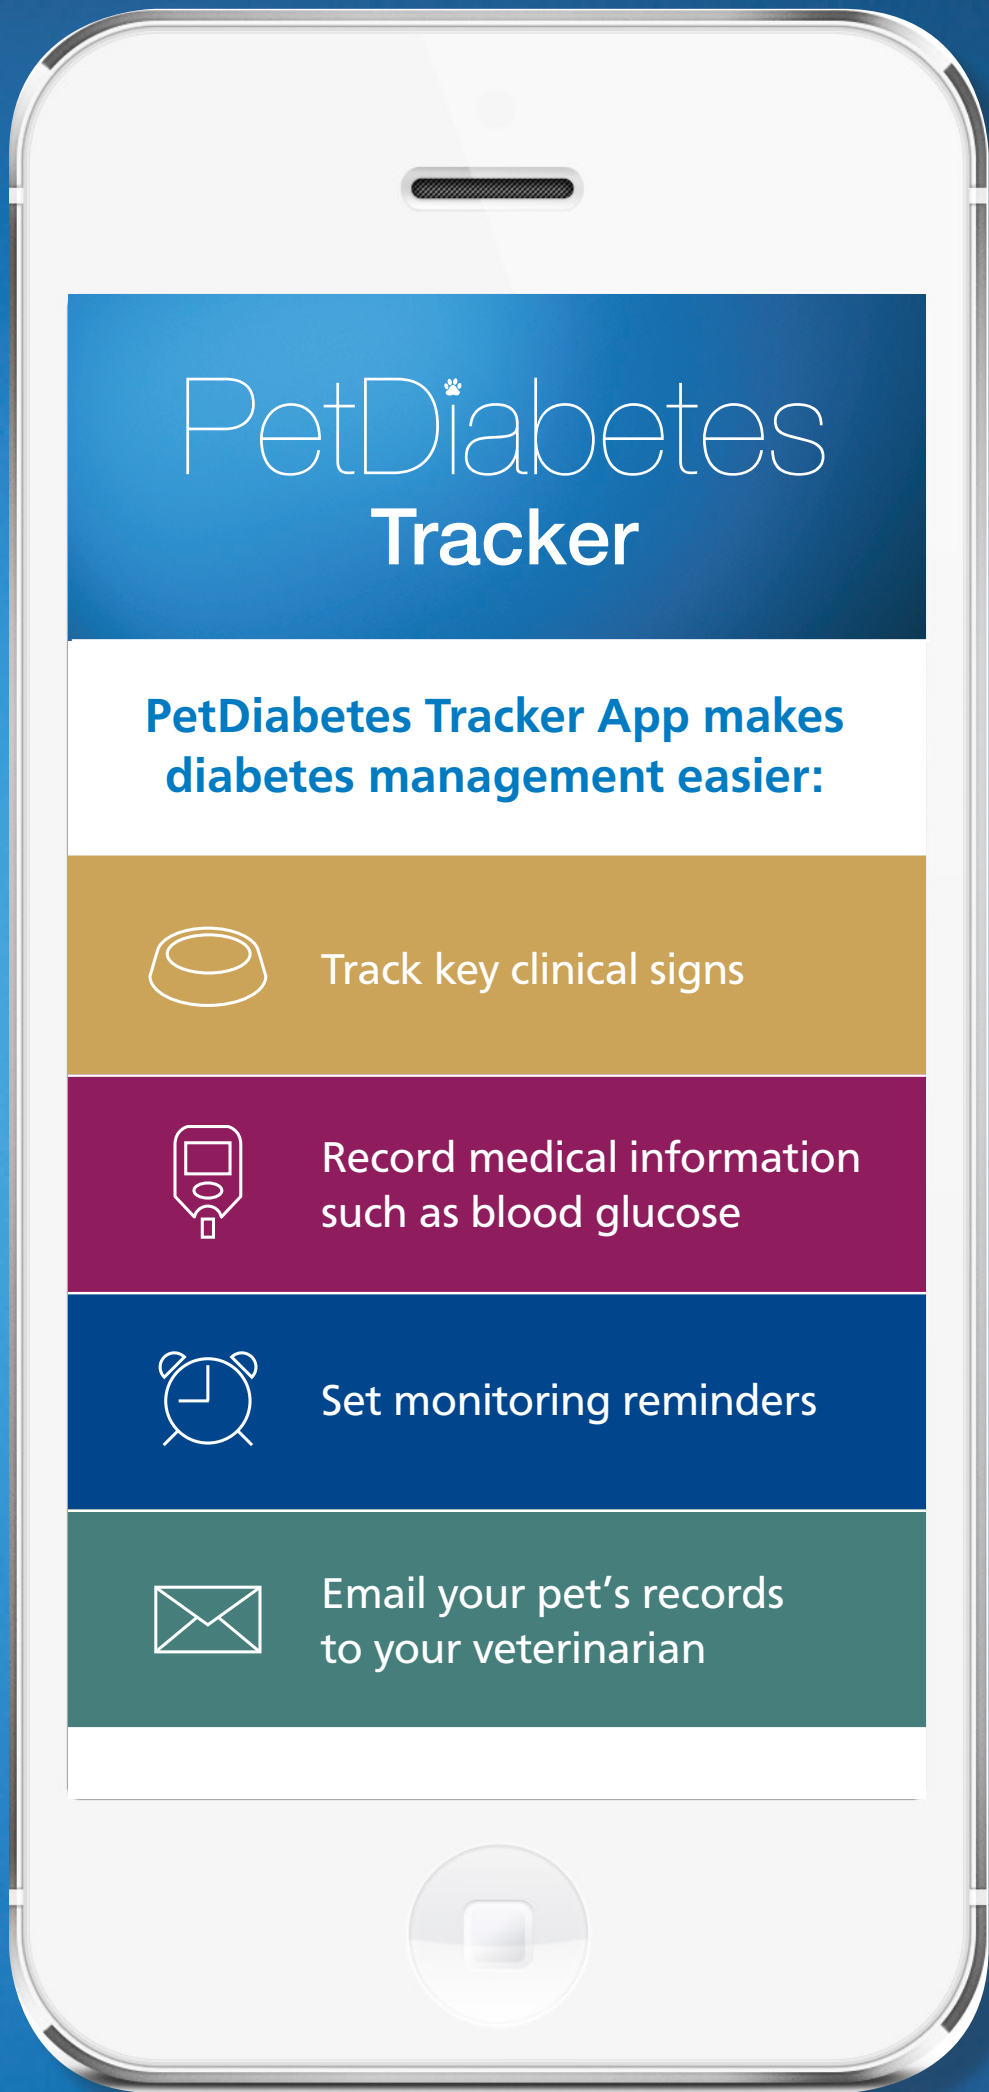 PetDiabetes
Tracker
PetDiabetes Tracker App makes
diabetes management easier:
Track key clinical signs
Record medical information
such as blood glucose
Set monitoring reminders
Email your pet’s records
to your veterinarian